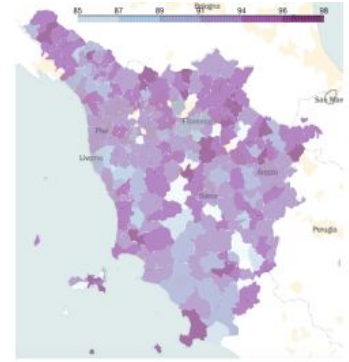 85 87 89 91 94 96 98
Bologna
San Mar
Firenze
Pisa
Livorno
Arezzo
Siena
Perugia